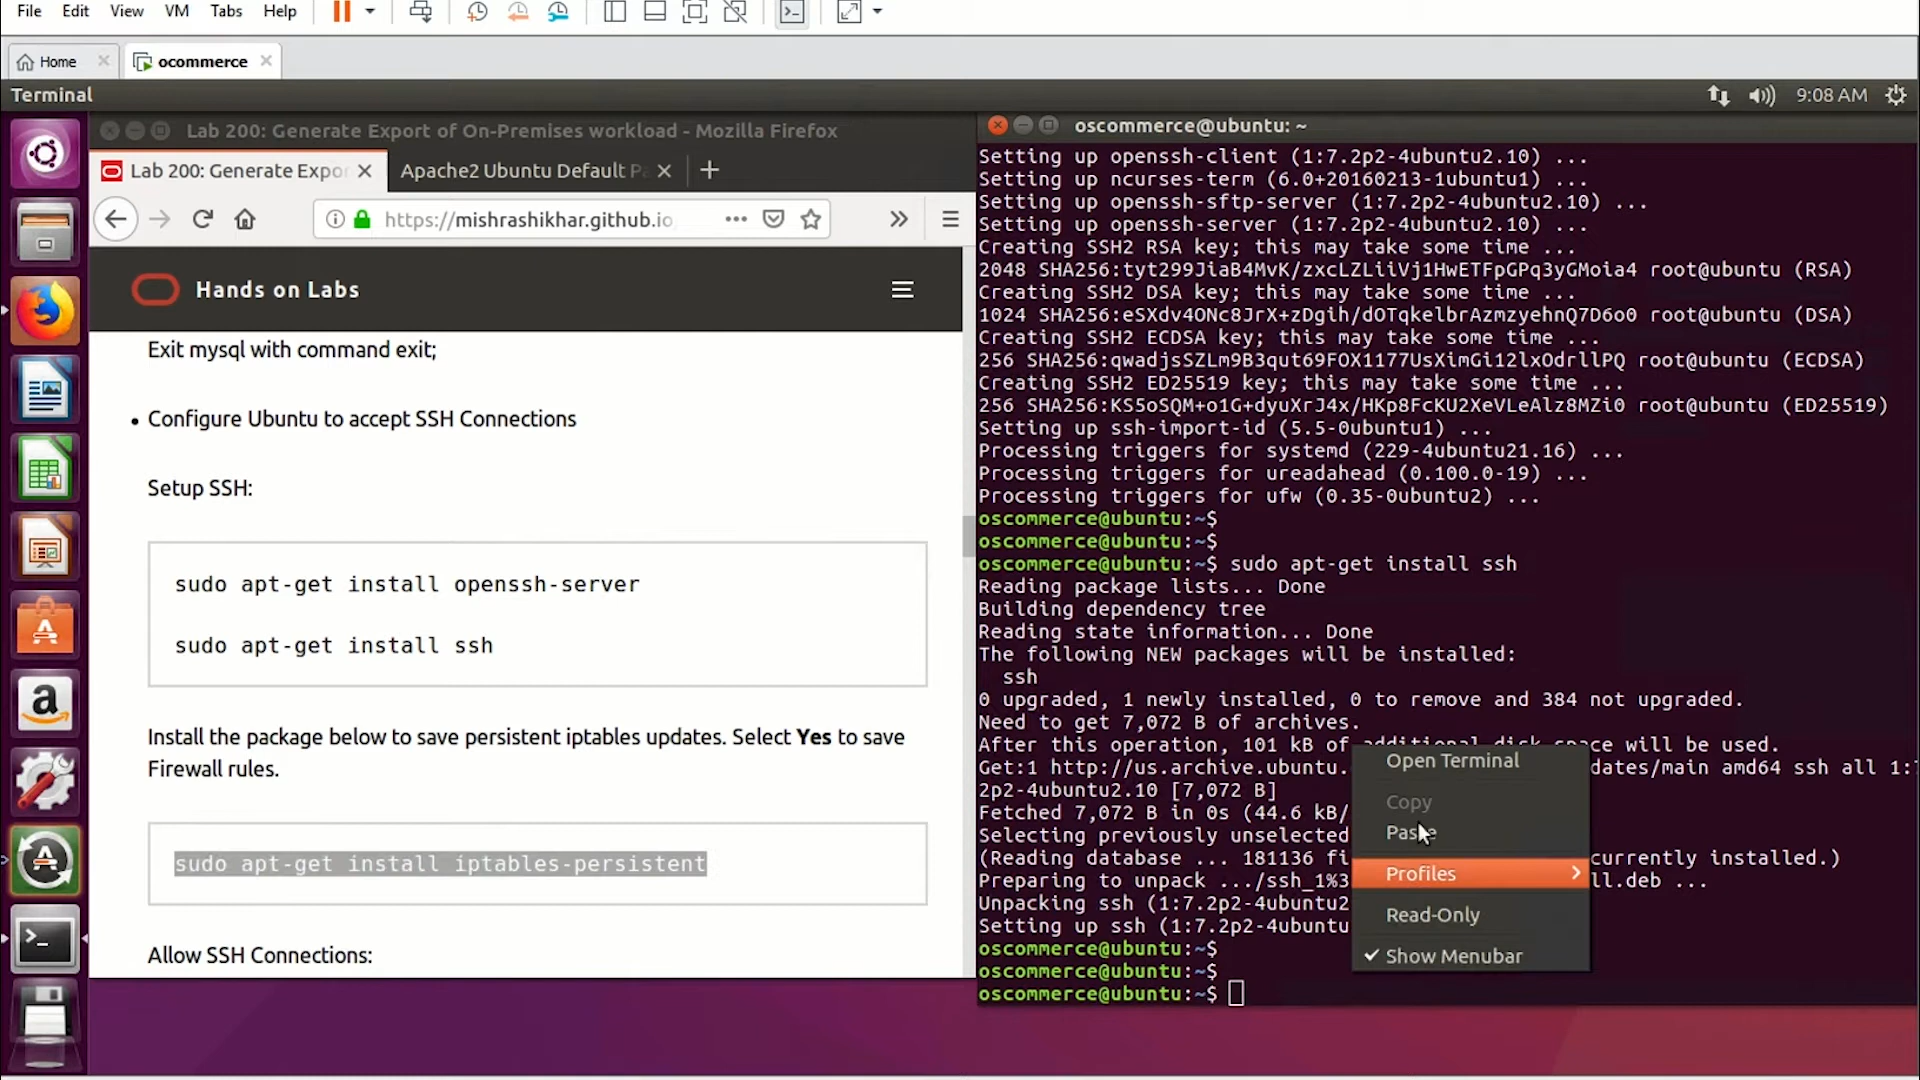 File Edit View VM Tabs Help
Home ocommerce
Terminal 9:08 AM
Lab 200: Generate Export of On-Premises workload - Mozilla Firefox
Lab 200: Generate Expor Apache2 Ubuntu Default Pa
https://mishrashikhar.github.io
Hands on Labs
Exit mysql with command exit;
Configure Ubuntu to accept SSH Connections
Setup SSH:
sudo apt-get install openssh-server
sudo apt-get install ssh
Install the package below to save persistent iptables updates. Select Yes to save
Firewall rules.
sudo apt-get install iptables-persistent
Allow SSH Connections:
oscommerce@ubuntu: ~
Setting up openssh-client (1:7.2p2-4ubuntu2.10) ...
Setting up ncurses-term (6.0+20160213-1ubuntu1) ...
Setting up openssh-sftp-server (1:7.2p2-4ubuntu2.10) ...
Setting up openssh-server (1:7.2p2-4ubuntu2.10) ...
Creating SSH2 RSA key; this may take some time ...
2048 SHA256:tyt299JiaB4MvK/zxcLZLiiVj1HwETFpGPq3yGMoia4 root@ubuntu (RSA)
Creating SSH2 DSA key; this may take some time ...
1024 SHA256:eSXdv4ONc8JrX+zDgih/dOTqkelbrAzmzyehnQ7D6o0 root@ubuntu (DSA)
Creating SSH2 ECDSA key; this may take some time ...
256 SHA256:qwadjsSZLm9B3qut69FOX1177UsXimGi12lxOdrllPQ root@ubuntu (ECDSA)
Creating SSH2 ED25519 key; this may take some time ...
256 SHA256:KS5oSQM+o1G+dyuXrJ4x/HKp8FcKU2XeVLeAlz8MZi0 root@ubuntu (ED25519)
Setting up ssh-import-id (5.5-0ubuntu1) ...
Processing triggers for systemd (229-4ubuntu21.16) ...
Processing triggers for ureadahead (0.100.0-19) ...
Processing triggers for ufw (0.35-0ubuntu2) ...
oscommerce@ubuntu:~$
oscommerce@ubuntu:~$
oscommerce@ubuntu:~$ sudo apt-get install ssh
Reading package lists... Done
Building dependency tree
Reading state information... Done
The following NEW packages will be installed:
ssh
0 upgraded, 1 newly installed, 0 to remove and 384 not upgraded.
Need to get 7,072 B of archives.
After this operation, 101 kB of additional disk space will be used.
Get:1 http://us.archive.ubuntu. dates/main amd64 ssh all 1:7
2p2-4ubuntu2.10 [7,072 B]
Fetched 7,072 B in 0s (44.6 kB/
Selecting previously unselected
(Reading database ... 181136 fi currently installed.)
Preparing to unpack .../ssh_1%3 ll.deb ...
Unpacking ssh (1:7.2p2-4ubuntu2
Setting up ssh (1:7.2p2-4ubuntu
oscommerce@ubuntu:~$
oscommerce@ubuntu:~$
oscommerce@ubuntu:~$
Open Terminal
Copy
Paste
Profiles
Read-Only
Show Menubar